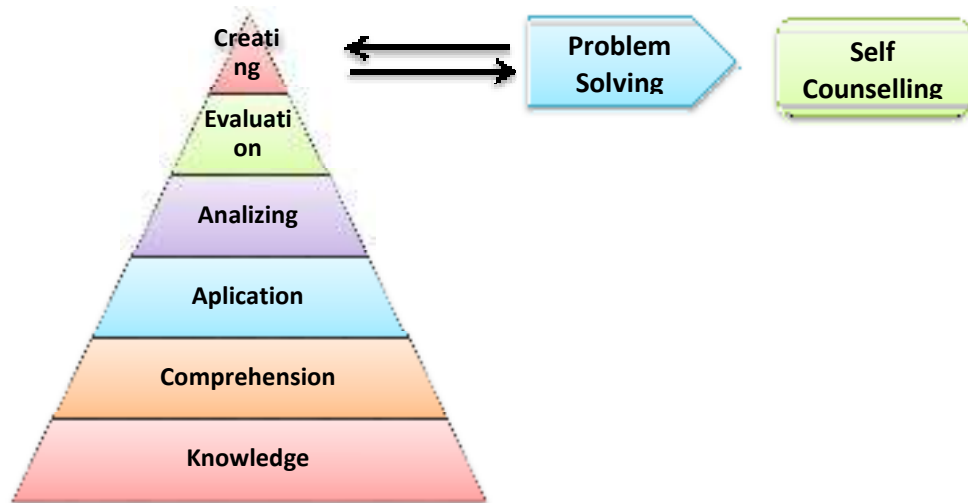 Creati
ng
Problem
Solving
Self
Counselling
Evaluati
on
Analizing
Aplication
Comprehension
Knowledge